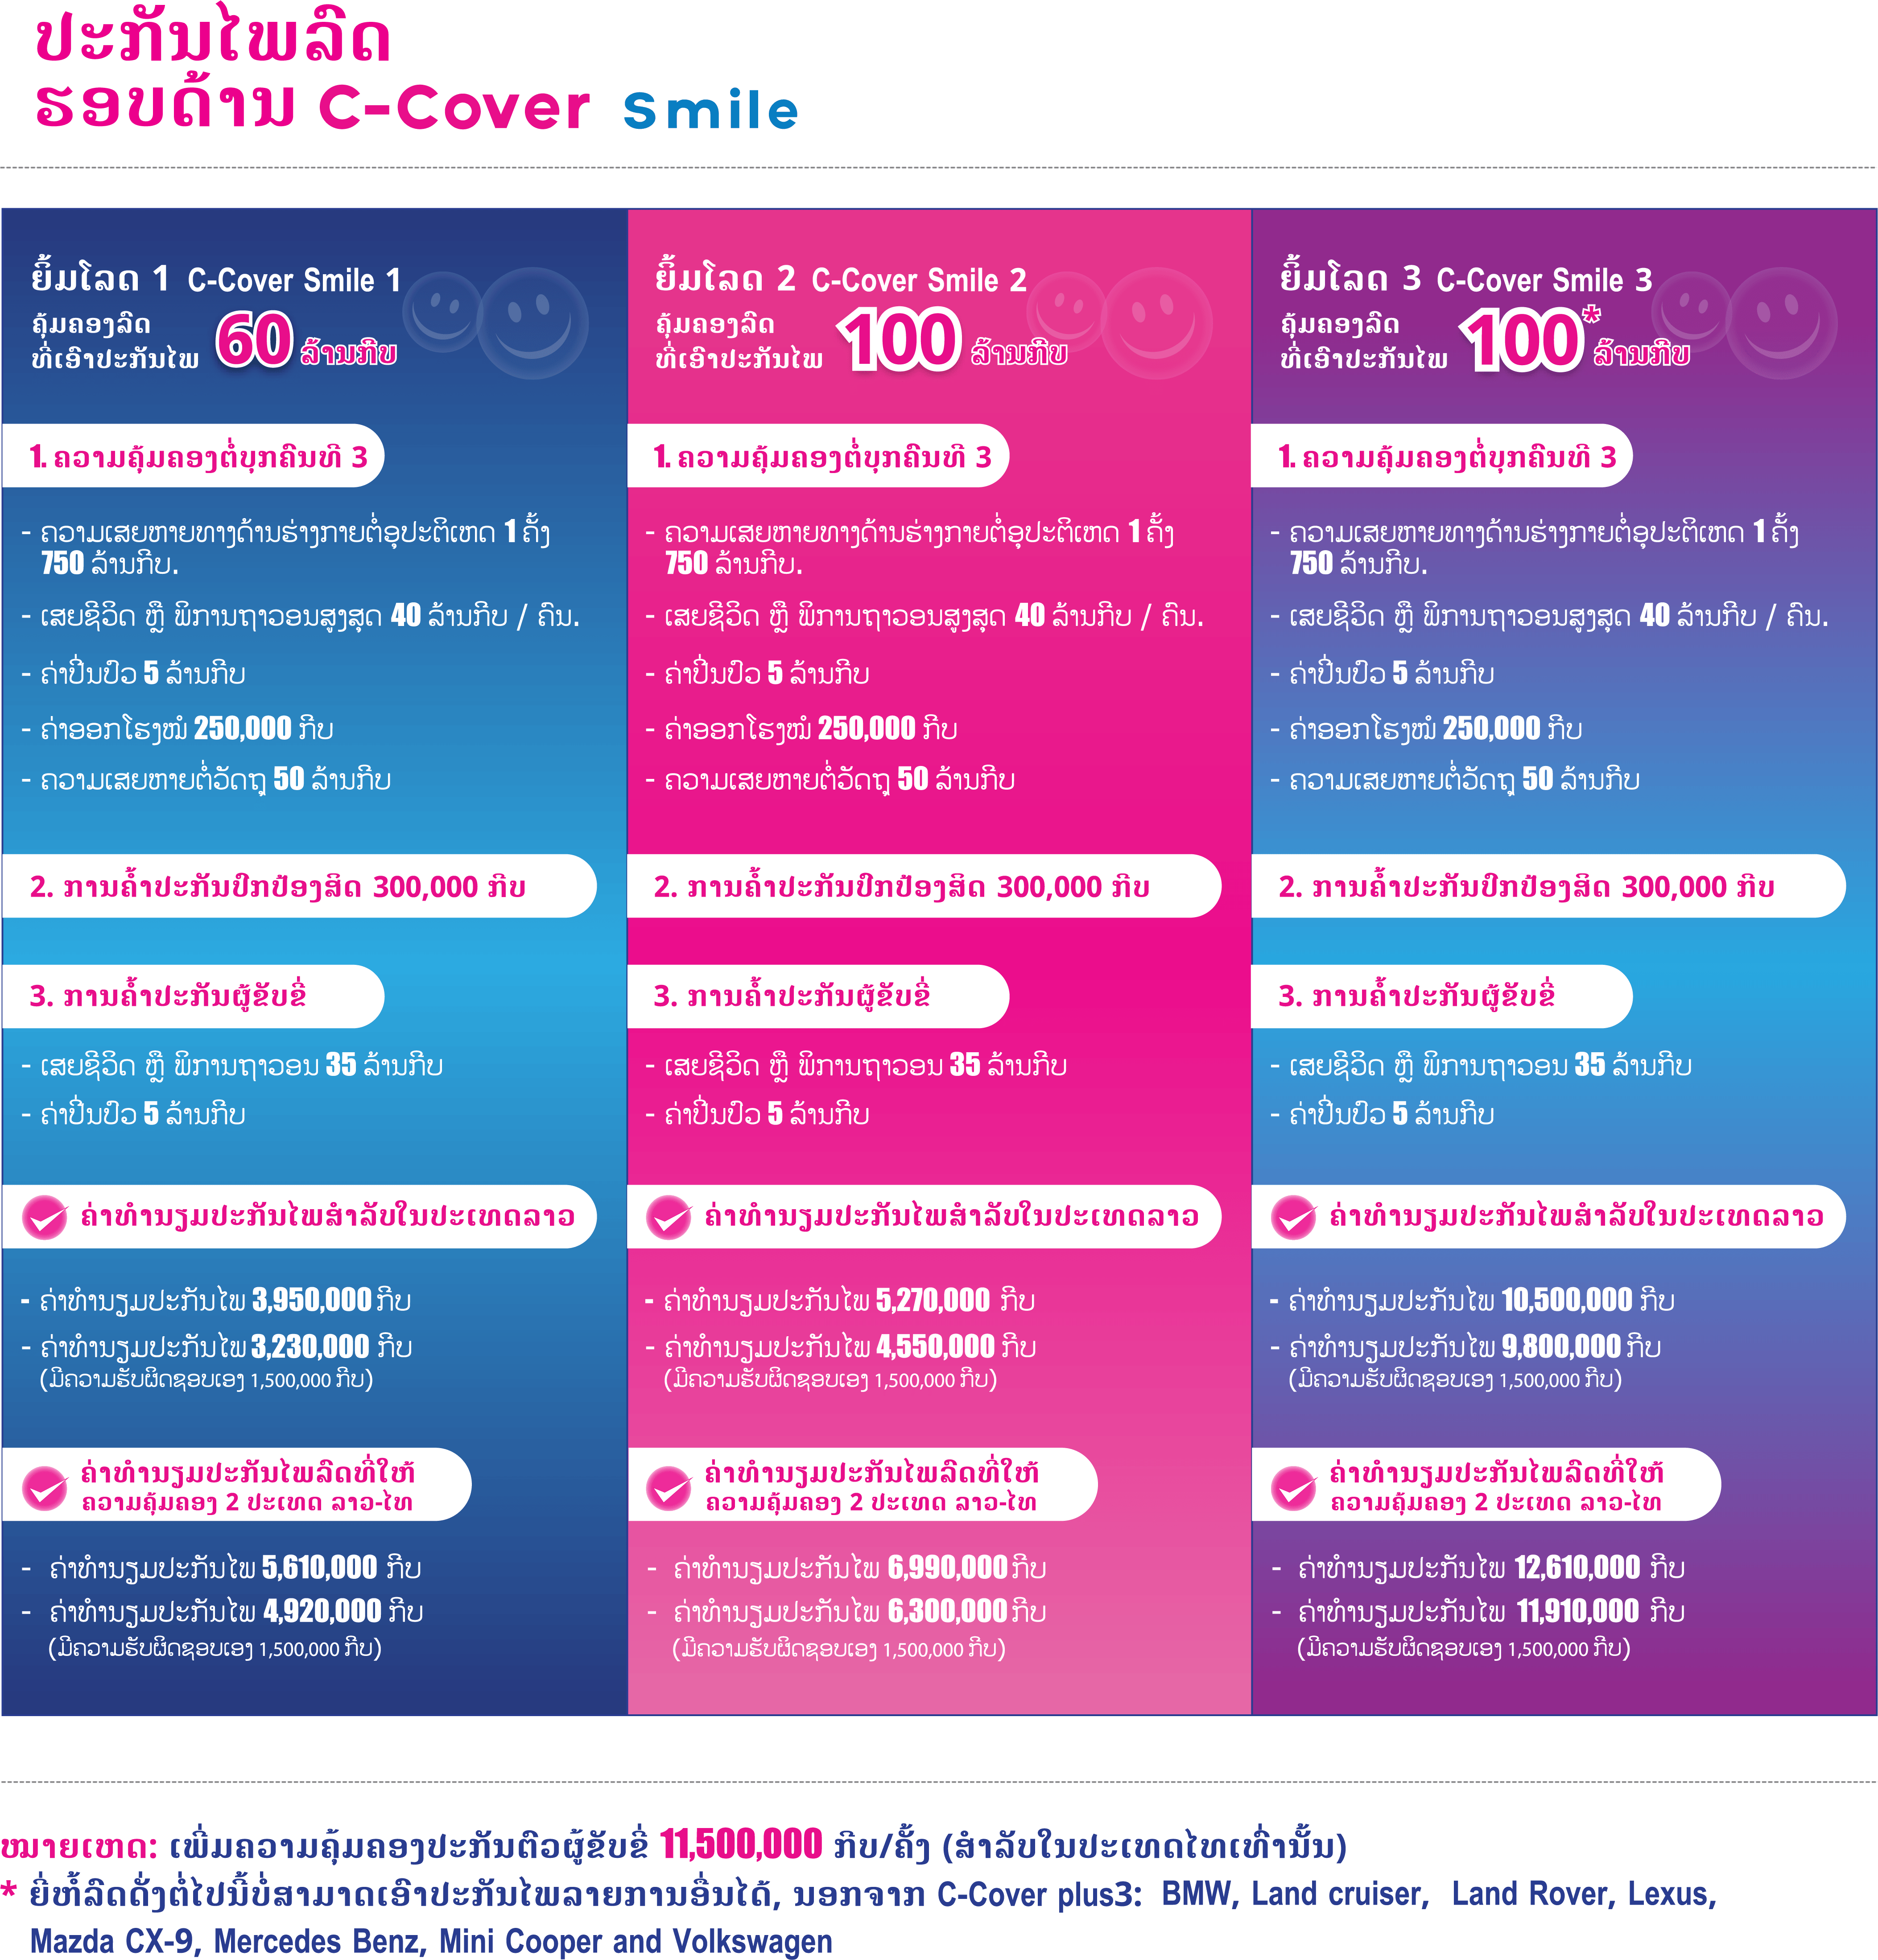 ປະກັນໄພລົດ
ຮອບດ້ານ C-Cover Smile
ຍິ້ມໂລດ 1 C-Cover Smile 1
ຄຸ້ມຄອງລົດ
ທີ່ເອົາປະກັນໄພ 60 ລ້ານກີບ
1. ຄວາມຄຸ້ມຄອງຕໍ່ບຸກຄົນທີ 3
- ຄວາມເສຍຫາຍທາງດ້ານຮ່າງກາຍຕໍ່ອຸປະຕິເຫດ 1 ຄັ້ງ
750 ລ້ານກີບ.
- ເສຍຊີວິດ ຫຼື ພິການຖາວອນສູງສຸດ 40 ລ້ານກີບ / ຄົນ.
- ຄ່າປິ່ນປົວ 5 ລ້ານກີບ
- ຄ່າອອກໂຮງໝໍ 250,000 ກີບ
- ຄວາມເສຍຫາຍຕໍ່ວັດຖຸ 50 ລ້ານກີບ
2. ການຄ້ຳປະກັນປົກປ້ອງສິດ 300,000 ກີບ
3. ການຄ້ຳປະກັນຜູ້ຂັບຂີ່
- ເສຍຊີວິດ ຫຼື ພິການຖາວອນ 35 ລ້ານກີບ
- ຄ່າປິ່ນປົວ 5 ລ້ານກີບ
ຄ່າທຳນຽມປະກັນໄພສຳລັບໃນປະເທດລາວ
- ຄ່າທຳນຽມປະກັນໄພ 3,950,000 ກີບ
- ຄ່າທຳນຽມປະກັນໄພ 3,230,000 ກີບ
(ມີຄວາມຮັບຜິດຊອບເອງ 1,500,000 ກີບ)
ຄ່າທຳນຽມປະກັນໄພລົດທີ່ໃຫ້
ຄວາມຄຸ້ມຄອງ 2 ປະເທດ ລາວ-ໄທ
- ຄ່າທຳນຽມປະກັນໄພ 5,610,000 ກີບ
- ຄ່າທຳນຽມປະກັນໄພ 4,920,000 ກີບ
(ມີຄວາມຮັບຜິດຊອບເອງ 1,500,000 ກີບ)
ຍິ້ມໂລດ 2 C-Cover Smile 2
ຄຸ້ມຄອງລົດ
ທີ່ເອົາປະກັນໄພ 100 ລ້ານກີບ
1. ຄວາມຄຸ້ມຄອງຕໍ່ບຸກຄົນທີ 3
- ຄວາມເສຍຫາຍທາງດ້ານຮ່າງກາຍຕໍ່ອຸປະຕິເຫດ 1 ຄັ້ງ
750 ລ້ານກີບ.
- ເສຍຊີວິດ ຫຼື ພິການຖາວອນສູງສຸດ 40 ລ້ານກີບ / ຄົນ.
- ຄ່າປິ່ນປົວ 5 ລ້ານກີບ
- ຄ່າອອກໂຮງໝໍ 250,000 ກີບ
- ຄວາມເສຍຫາຍຕໍ່ວັດຖຸ 50 ລ້ານກີບ
2. ການຄ້ຳປະກັນປົກປ້ອງສິດ 300,000 ກີບ
3. ການຄ້ຳປະກັນຜູ້ຂັບຂີ່
- ເສຍຊີວິດ ຫຼື ພິການຖາວອນ 35 ລ້ານກີບ
- ຄ່າປິ່ນປົວ 5 ລ້ານກີບ
ຄ່າທຳນຽມປະກັນໄພສຳລັບໃນປະເທດລາວ
- ຄ່າທຳນຽມປະກັນໄພ 5,270,000 ກີບ
- ຄ່າທຳນຽມປະກັນໄພ 4,550,000 ກີບ
(ມີຄວາມຮັບຜິດຊອບເອງ 1,500,000 ກີບ)
ຄ່າທຳນຽມປະກັນໄພລົດທີ່ໃຫ້
ຄວາມຄຸ້ມຄອງ 2 ປະເທດ ລາວ-ໄທ
- ຄ່າທຳນຽມປະກັນໄພ 6,990,000 ກີບ
- ຄ່າທຳນຽມປະກັນໄພ 6,300,000 ກີບ
(ມີຄວາມຮັບຜິດຊອບເອງ 1,500,000 ກີບ)
ຍິ້ມໂລດ 3 C-Cover Smile 3
ຄຸ້ມຄອງລົດ
ທີ່ເອົາປະກັນໄພ 100* ລ້ານກີບ
1. ຄວາມຄຸ້ມຄອງຕໍ່ບຸກຄົນທີ 3
- ຄວາມເສຍຫາຍທາງດ້ານຮ່າງກາຍຕໍ່ອຸປະຕິເຫດ 1 ຄັ້ງ
750 ລ້ານກີບ.
- ເສຍຊີວິດ ຫຼື ພິການຖາວອນສູງສຸດ 40 ລ້ານກີບ / ຄົນ.
- ຄ່າປິ່ນປົວ 5 ລ້ານກີບ
- ຄ່າອອກໂຮງໝໍ 250,000 ກີບ
- ຄວາມເສຍຫາຍຕໍ່ວັດຖຸ 50 ລ້ານກີບ
2. ການຄ້ຳປະກັນປົກປ້ອງສິດ 300,000 ກີບ
3. ການຄ້ຳປະກັນຜູ້ຂັບຂີ່
- ເສຍຊີວິດ ຫຼື ພິການຖາວອນ 35 ລ້ານກີບ
- ຄ່າປິ່ນປົວ 5 ລ້ານກີບ
ຄ່າທຳນຽມປະກັນໄພສຳລັບໃນປະເທດລາວ
- ຄ່າທຳນຽມປະກັນໄພ 10,500,000 ກີບ
- ຄ່າທຳນຽມປະກັນໄພ 9,800,000 ກີບ
(ມີຄວາມຮັບຜິດຊອບເອງ 1,500,000 ກີບ)
ຄ່າທຳນຽມປະກັນໄພລົດທີ່ໃຫ້
ຄວາມຄຸ້ມຄອງ 2 ປະເທດ ລາວ-ໄທ
- ຄ່າທຳນຽມປະກັນໄພ 12,610,000 ກີບ
- ຄ່າທຳນຽມປະກັນໄພ 11,910,000 ກີບ
(ມີຄວາມຮັບຜິດຊອບເອງ 1,500,000 ກີບ)
ໝາຍເຫດ: ເພີ່ມຄວາມຄຸ້ມຄອງປະກັນຕົວຜູ້ຂັບຂີ່ 11,500,000 ກີບ/ຄັ້ງ (ສຳລັບໃນປະເທດໄທເທົ່ານັ້ນ)
* ຍີ່ຫໍ້ລົດດັ່ງຕໍ່ໄປນີ້ບໍ່ສາມາດເອົາປະກັນໄພລາຍການອື່ນໄດ້, ນອກຈາກ C-Cover plus3: BMW, Land cruiser, Land Rover, Lexus,
Mazda CX-9, Mercedes Benz, Mini Cooper and Volkswagen